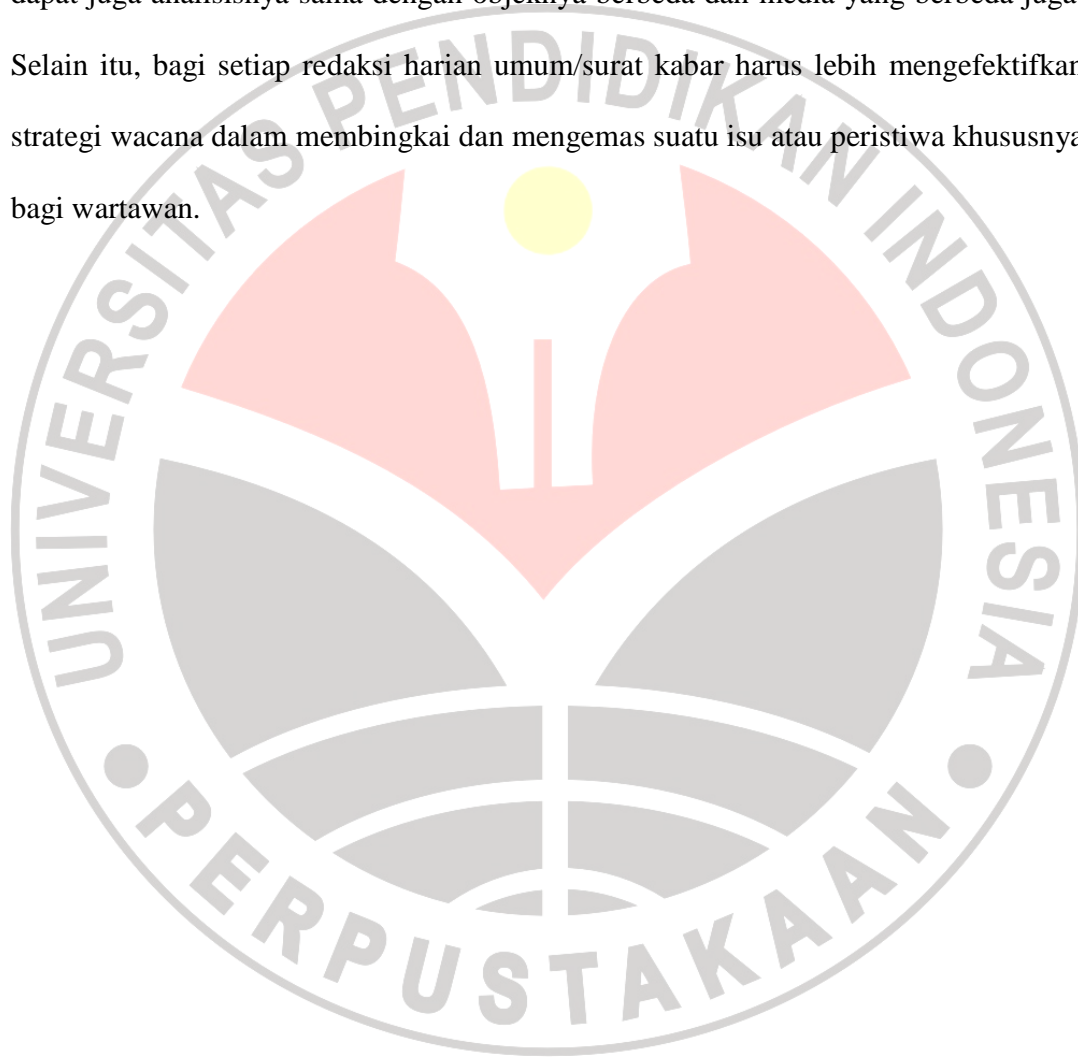 dapat juga analisisnya sama dengan objeknya berbeda dan media yang berbeda juga
Selain itu, bagi setiap redaksi harian umum/surat kabar harus lebih mengefektifkan
strategi wacana dalam membingkai dan mengemas suatu isu atau peristiwa khususnya
bagi wartawan.
UNIVERSITAS PENDIDIKAN INDONESIA
PERPUSTAKAAN